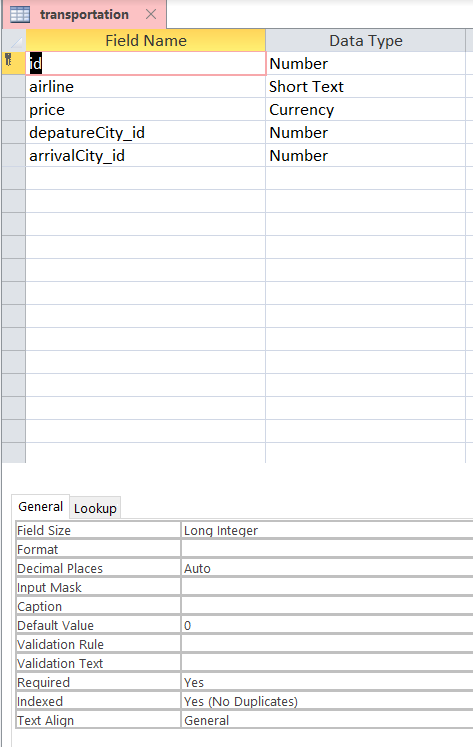 transportation
Field Name Data Type
id Number
airline Short Text
price Currency
depatureCity_id Number
arrivalCity_id Number
General Lookup
Field Size Long Integer
Format
Decimal Places Auto
Input Mask
Caption
Default Value 0
Validation Rule
Validation Text
Required Yes
Indexed Yes (No Duplicates)
Text Align General